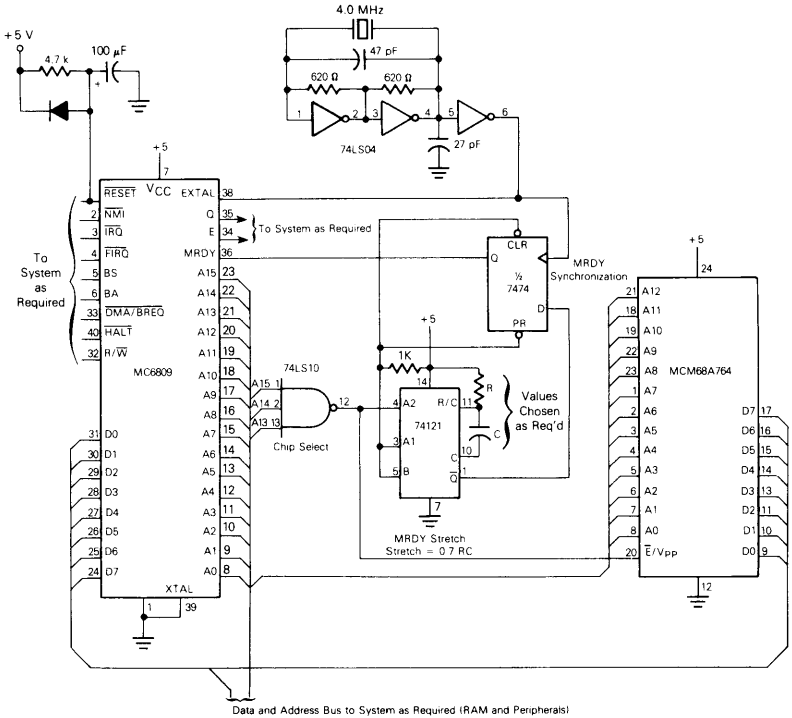 4.0 MHz
+5 V
100 µF
4.7 k
+
47 pF
620 Ω
620 Ω
1
2
3
4
5
6
27 pF
74LS04
+5
7
RESET
VCC
EXTAL
38
2
NMI
Q
35
3
IRQ
E
34
To System as Required
4
FIRQ
MRDY
36
5
BS
A15
23
6
BA
A14
22
33
DMA/BREQ
A13
21
40
HALT
A12
20
32
R/W
A11
19
To
System
as
Required
MC6809
A10
18
A9
17
A8
16
31
D0
A7
15
30
D1
A6
14
29
D2
A5
13
28
D3
A4
12
27
D4
A3
11
26
D5
A2
10
25
D6
A1
9
24
D7
A0
8
XTAL
1
39
74LS10
A15
1
A14
2
A13
13
12
Chip Select
CLR
Q
½
7474
D
PR
MRDY
Synchronization
+5
1K
14
R
4
A2
R/C
11
74121
3
A1
C
C
10
5
B
Q
1
7
Values
Chosen
as Req'd
MRDY Stretch
Stretch = 0.7 RC
+5
24
21
A12
18
A11
19
A10
22
A9
23
A8
MCM68A764
1
A7
2
A6
D7
17
3
A5
D6
16
4
A4
D5
15
5
A3
D4
14
6
A2
D3
13
7
A1
D2
11
8
A0
D1
10
20
E/VPP
D0
9
12
Data and Address Bus to System as Required (RAM and Peripherals)